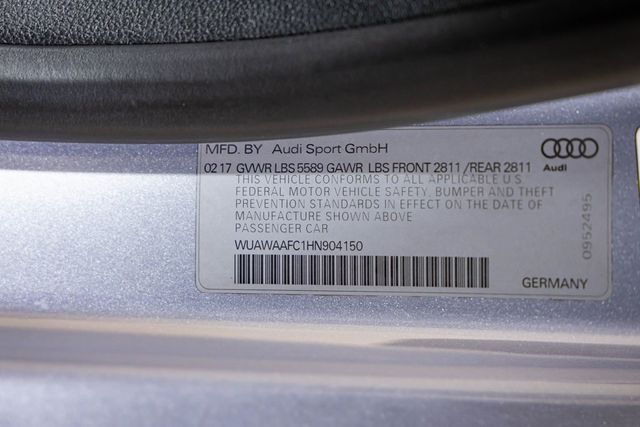 MFD. BY Audi Sport GmbH
02 17 GVWR LBS 5589 GAWR LBS FRONT 2811 /REAR 2811
THIS VEHICLE CONFORMS TO ALL APPLICABLE U S
FEDERAL MOTOR VEHICLE SAFETY, BUMPER AND THEFT
PREVENTION STANDARDS IN EFFECT ON THE DATE OF
MANUFACTURE SHOWN ABOVE
PASSENGER CAR
WUAWAAFC1HN904150
Audi
0952495
GERMANY